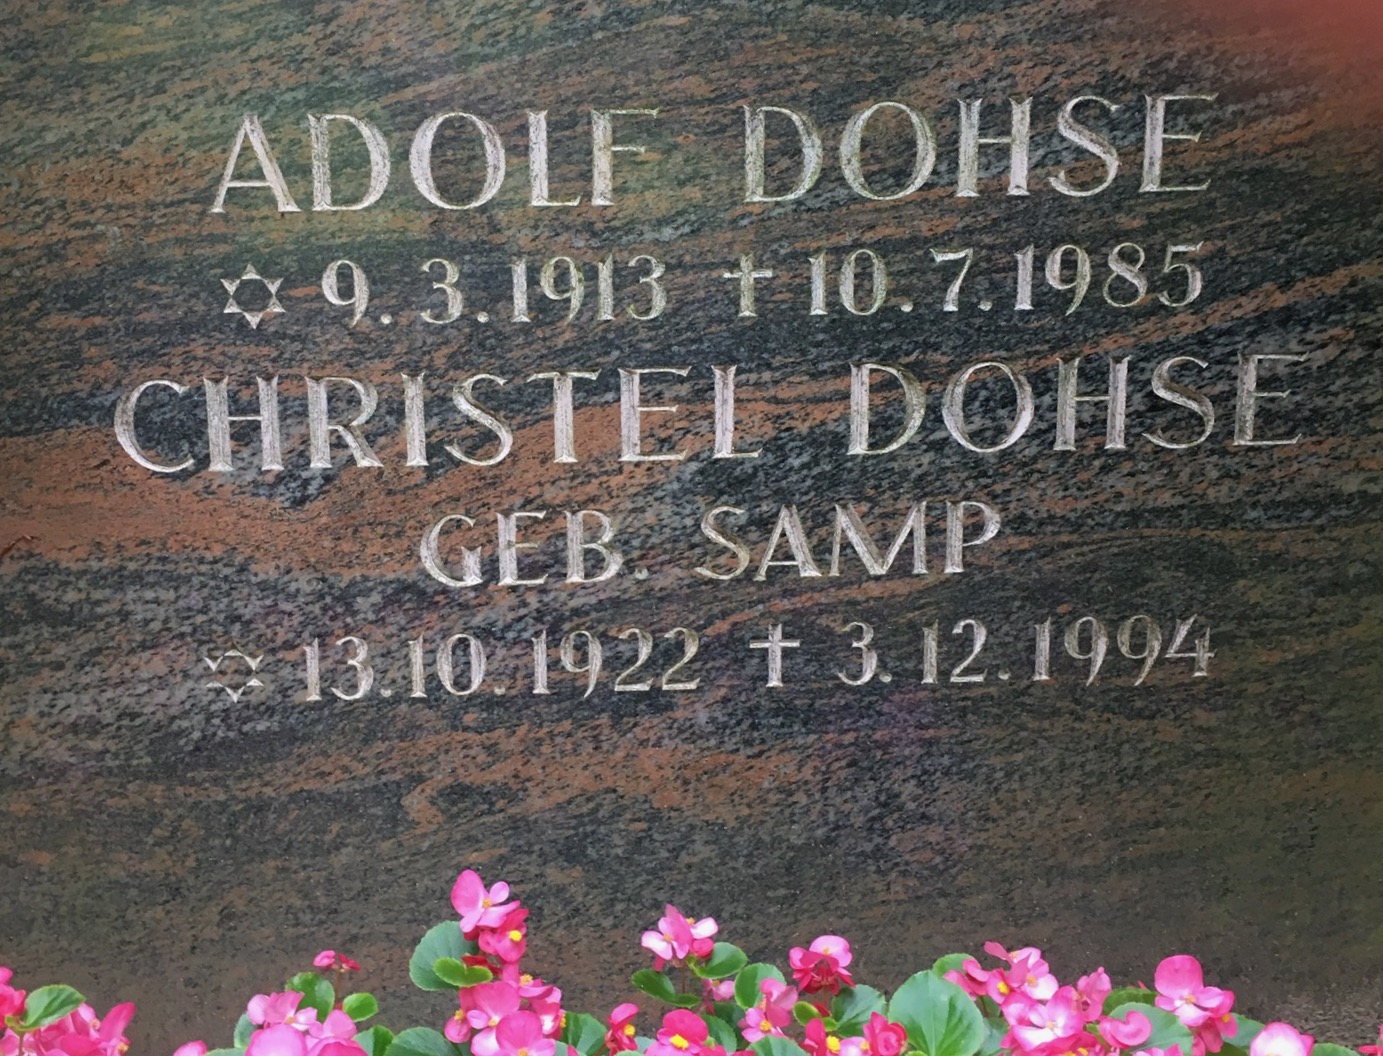 ADOLF DOHSE
✡ 9.3.1913 ✝ 10.7.1985
CHRISTEL DOHSE
GEB. SAMP
✡ 13.10.1922 ✝ 3.12.1994